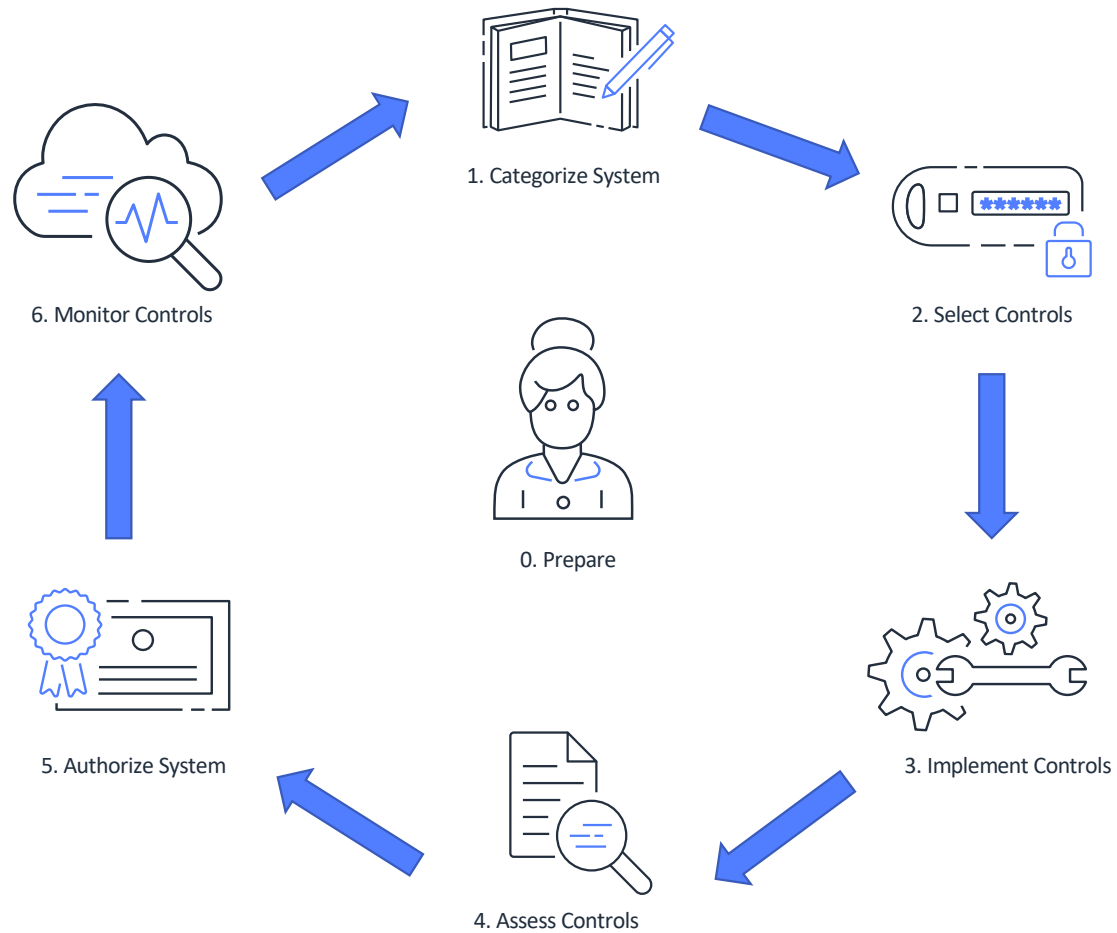 1. Categorize System
2. Select Controls
3. Implement Controls
4. Assess Controls
5. Authorize System
6. Monitor Controls
0. Prepare
******